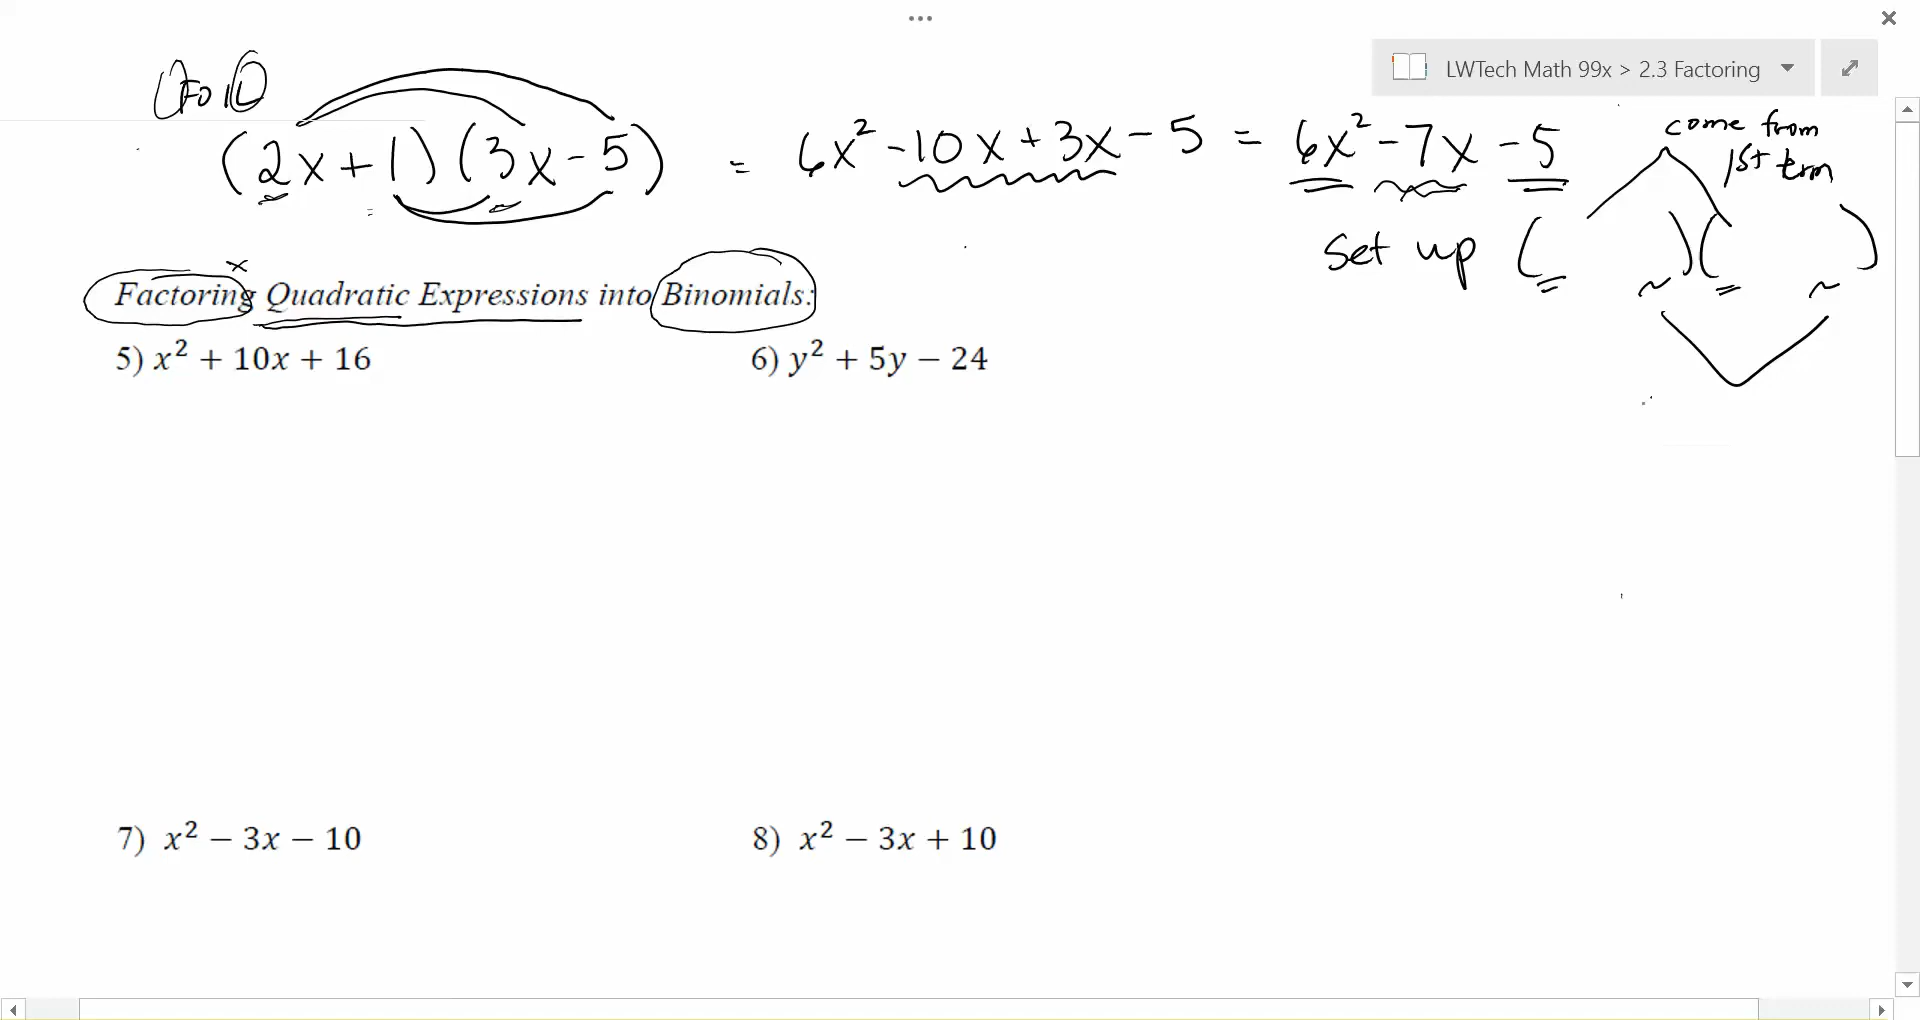 LWTech Math 99x > 2.3 Factoring
FOIL
(2x+1)(3x-5) = 6x² -10x+3x-5 = 6x² -7x -5
come from
1st term
set up ( )( )
x
Factoring Quadratic Expressions into Binomials:
5) x² + 10x + 16
6) y² + 5y − 24
7) x² − 3x − 10
8) x² − 3x + 10